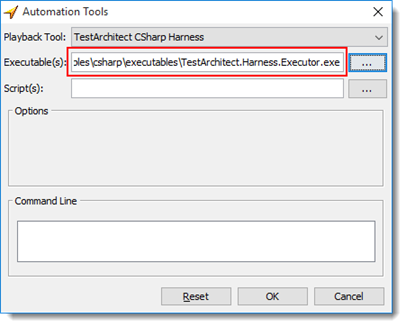 Automation Tools
Playback Tool: TestArchitect CSharp Harness
Executable(s): ples\csharp\executables\TestArchitect.Harness.Executor.exe ...
Script(s): ...
Options
Command Line
Reset OK Cancel